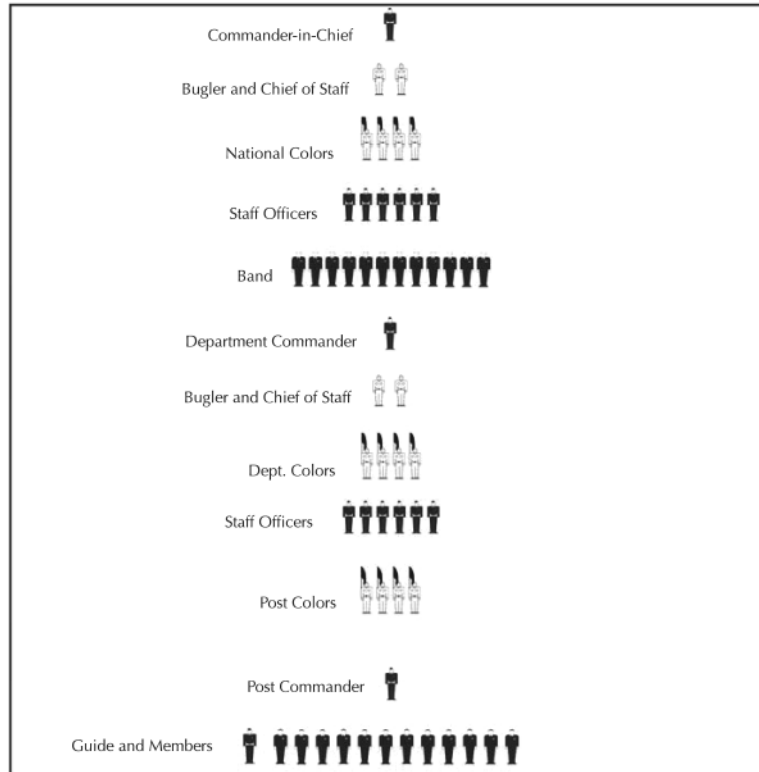 Commander-in-Chief
Bugler and Chief of Staff
National Colors
Staff Officers
Band
Department Commander
Bugler and Chief of Staff
Dept. Colors
Staff Officers
Post Colors
Post Commander
Guide and Members